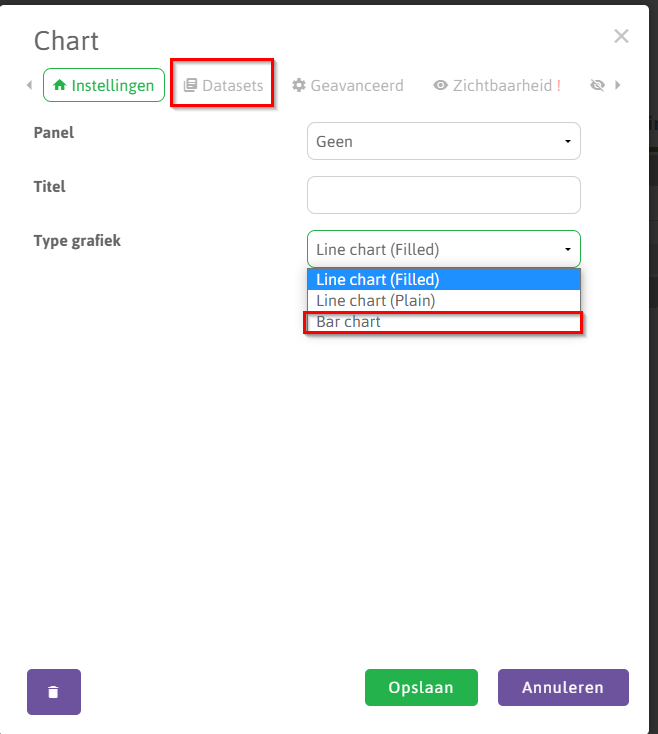 Chart
Instellingen Datasets Geavanceerd Zichtbaarheid !
Panel Geen
Titel
Type grafiek Line chart (Filled)
Line chart (Filled)
Line chart (Plain)
Bar chart
Opslaan Annuleren